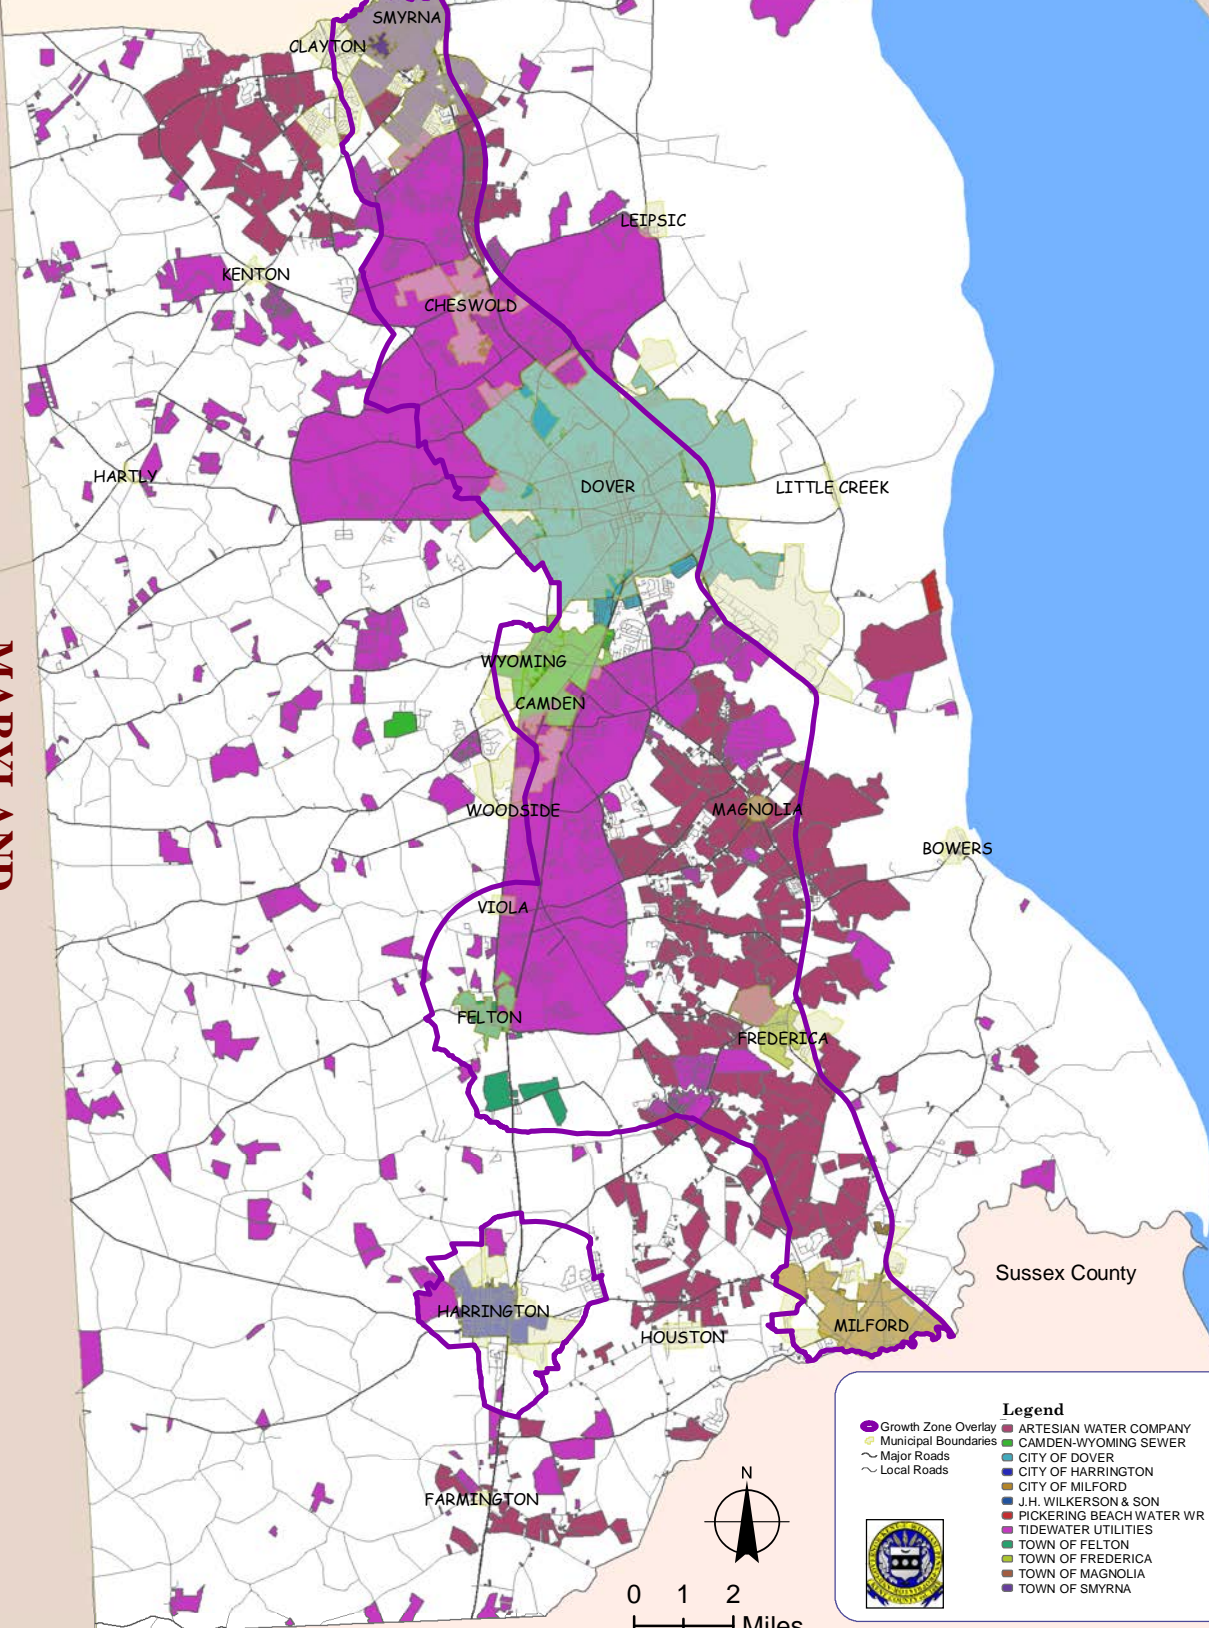 SMYRNA
CLAYTON
LEIPSIC
KENTON
CHESWOLD
HARTLY
DOVER
LITTLE CREEK
MARYLAND
WYOMING
CAMDEN
WOODSIDE
MAGNOLIA
BOWERS
VIOLA
FELTON
FREDERICA
Sussex County
HARRINGTON
MILFORD
HOUSTON
FARMINGTON
N
0 1 2
Miles
Legend
Growth Zone Overlay
Municipal Boundaries
Major Roads
Local Roads
ARTESIAN WATER COMPANY
CAMDEN-WYOMING SEWER
CITY OF DOVER
CITY OF HARRINGTON
CITY OF MILFORD
J.H. WILKERSON & SON
PICKERING BEACH WATER WR
TIDEWATER UTILITIES
TOWN OF FELTON
TOWN OF FREDERICA
TOWN OF MAGNOLIA
TOWN OF SMYRNA